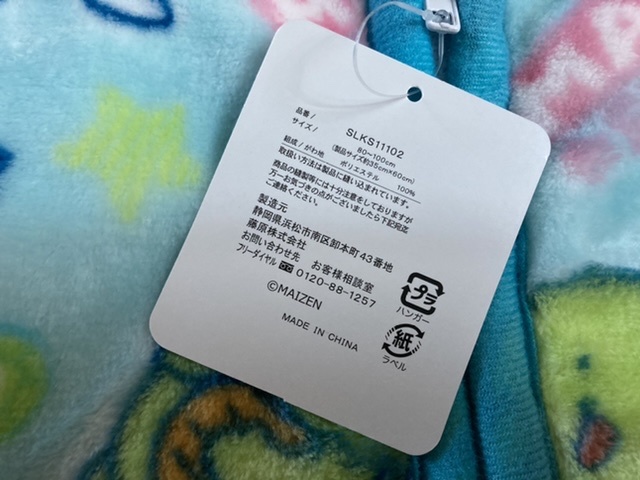 品番/
サイズ/
SLKS11102
80~100cm
(製品サイズ約35cm×60cm)
組成/がわ地 ポリエステル 100%
取扱い方法は製品に縫い込まれています。
商品の縫製等には十分注意をしておりますが
万一お気づきの点がございましたら下記宛迄
ご連絡ください。
製造元
静岡県浜松市南区卸本町43番地
藤原株式会社
お問い合わせ先 お客様相談室
フリーダイヤル 0120-88-1257
©MAIZEN
MADE IN CHINA
プラ
ハンガー
紙
ラベル